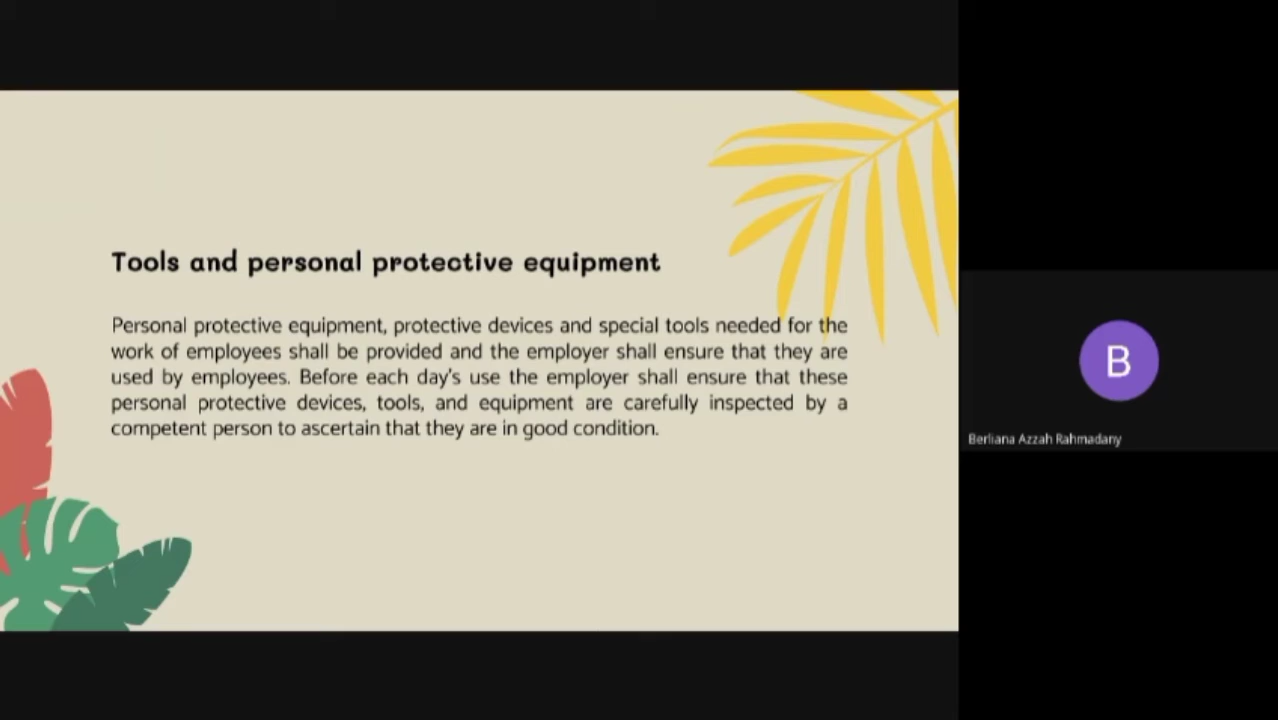 Tools and personal protective equipment
Personal protective equipment, protective devices and special tools needed for the
work of employees shall be provided and the employer shall ensure that they are
used by employees. Before each day's use the employer shall ensure that these
personal protective devices, tools, and equipment are carefully inspected by a
competent person to ascertain that they are in good condition.
B
Berliana Azzah Rahmadany